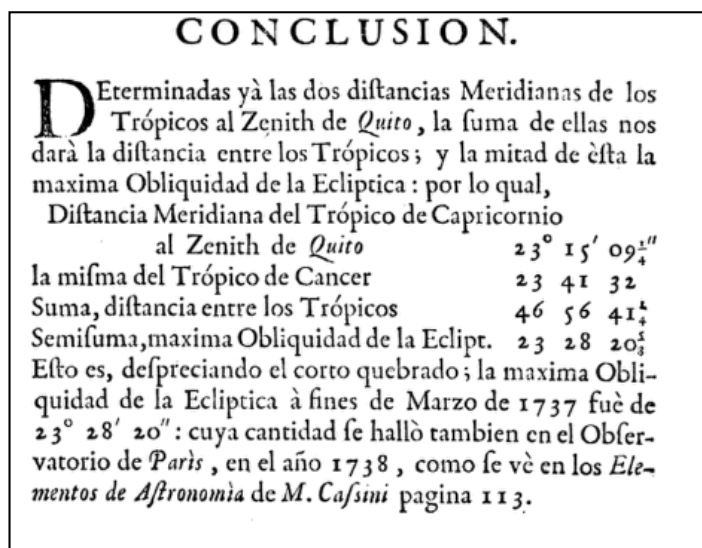 CONCLUSION.
DEterminadas yà las dos diſtancias Meridianas de los
Trópicos al Zenith de Quito, la ſuma de ellas nos
darà la diſtancia entre los Trópicos; y la mitad de èſta la
maxima Obliquidad de la Ecliptica: por lo qual,
Diſtancia Meridiana del Trópico de Capricornio
al Zenith de Quito 23° 15' 09¼''
la miſma del Trópico de Cancer 23 41 32
Suma, diſtancia entre los Trópicos 46 56 41¼
Semiſuma, maxima Obliquidad de la Eclipt. 23 28 20⅝
Eſto es, deſpreciando el corto quebrado; la maxima Obli-
quidad de la Ecliptica à fines de Marzo de 1737 fuè de
23° 28' 20'': cuya cantidad ſe hallò tambien en el Obſer-
vatorio de Parìs, en el año 1738, como ſe vè en los Ele-
mentos de Aſtronomìa de M. Caſsini pagina 113.